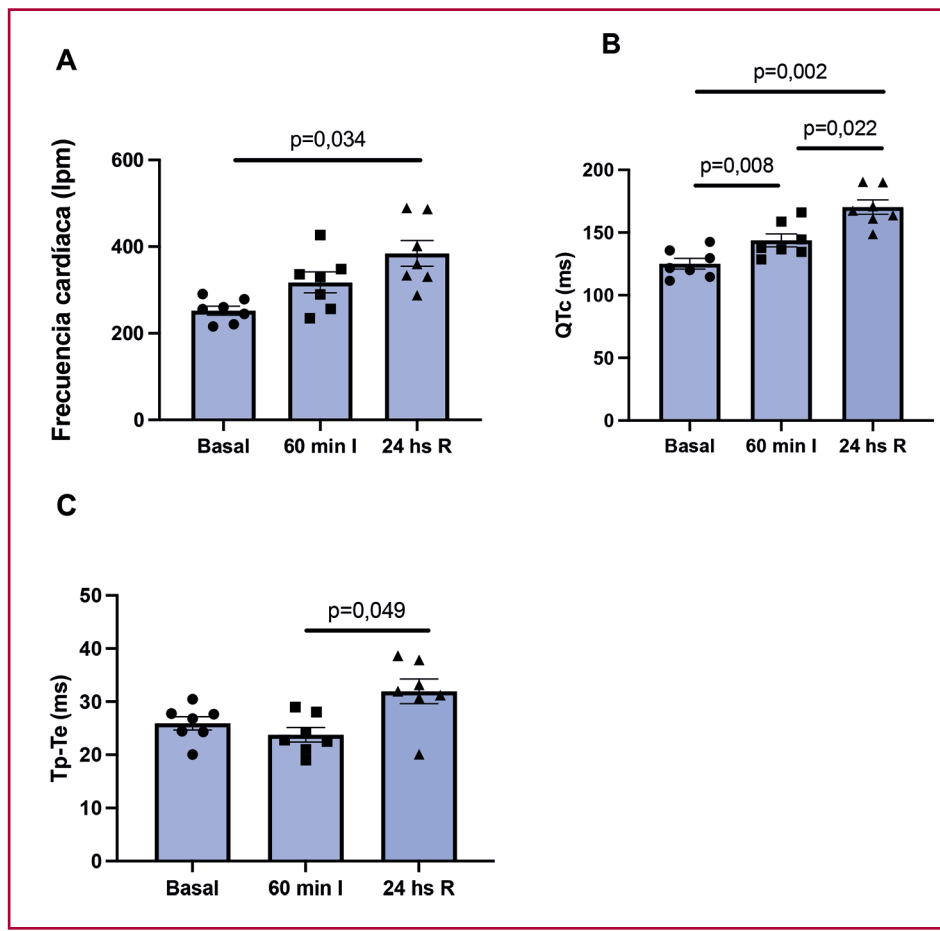 A
p=0,034
Frecuencia cardíaca (lpm)
600
400
200
0
Basal
60 min I
24 hs R
B
p=0,002
p=0,022
p=0,008
QTc (ms)
200
150
100
50
0
Basal
60 min I
24 hs R
C
p=0,049
Tp-Te (ms)
50
40
30
20
10
0
Basal
60 min I
24 hs R